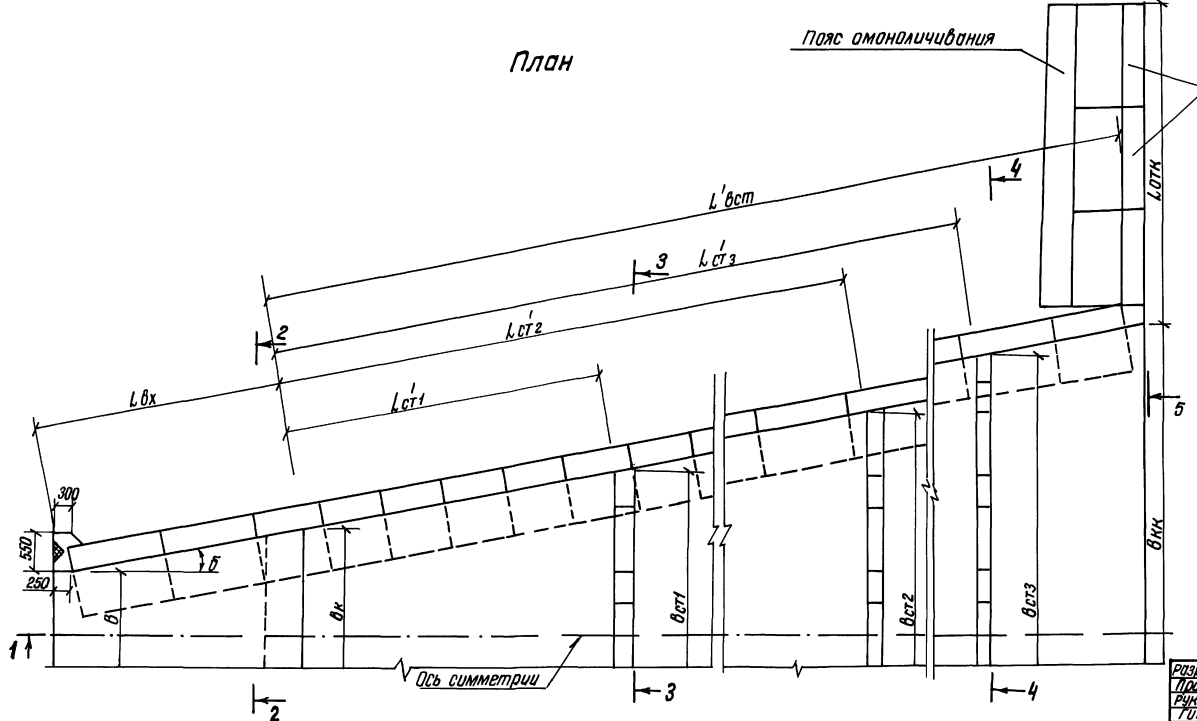 План
Пояс омоноличивания
4
L'вст
Lотк
3
L'ст3
2
L'ст2
Lвх
L'ст1
5
300
550
250
б
в
вк
вст1
вст2
вст3
вкк
1
Ось симметрии
2
3
4